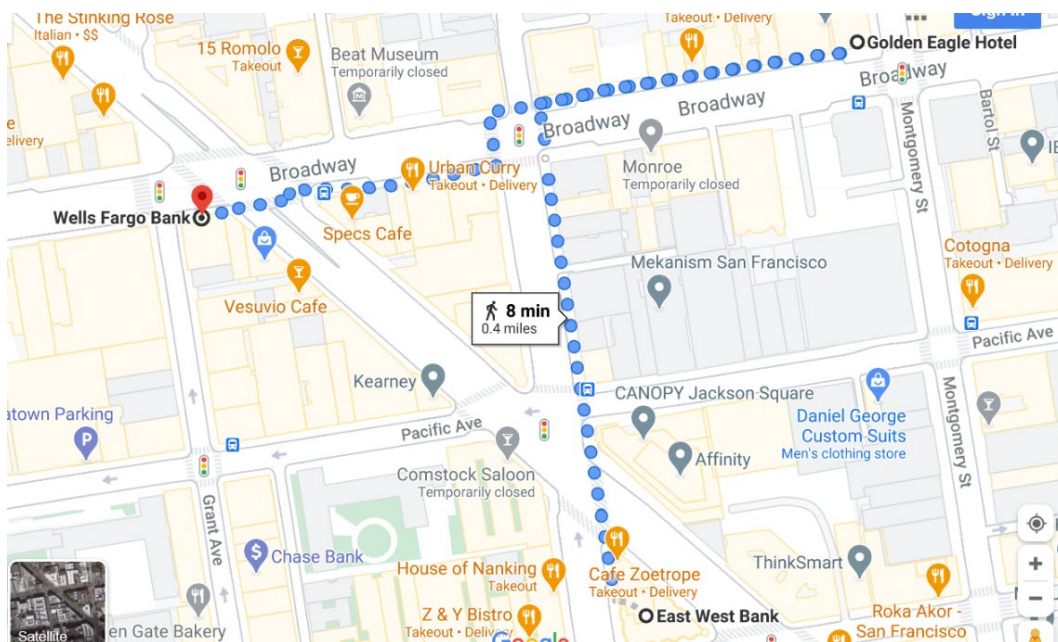 The Stinking Rose
Italian • $$
15 Romolo
Takeout
Beat Museum
Temporarily closed
Sign in
Golden Eagle Hotel
Broadway
Broadway
Broadway
Broadway
Delivery
Bartol St
Montgomery St
Monroe
Temporarily closed
Urban Curry
Takeout • Delivery
Wells Fargo Bank
Specs Cafe
Vesuvio Cafe
Mekanism San Francisco
Cotogna
Takeout • Delivery
8 min
0.4 miles
Pacific Ave
Kearney
CANOPY Jackson Square
atown Parking
P
Pacific Ave
Daniel George
Custom Suits
Men's clothing store
Montgomery St
Affinity
Comstock Saloon
Temporarily closed
Grant Ave
$
Chase Bank
House of Nanking
Takeout
Cafe Zoetrope
Takeout • Delivery
ThinkSmart
East West Bank
Z & Y Bistro
Takeout • Delivery
Roka Akor -
San Francisco
en Gate Bakery
Satellite
Google
+
−